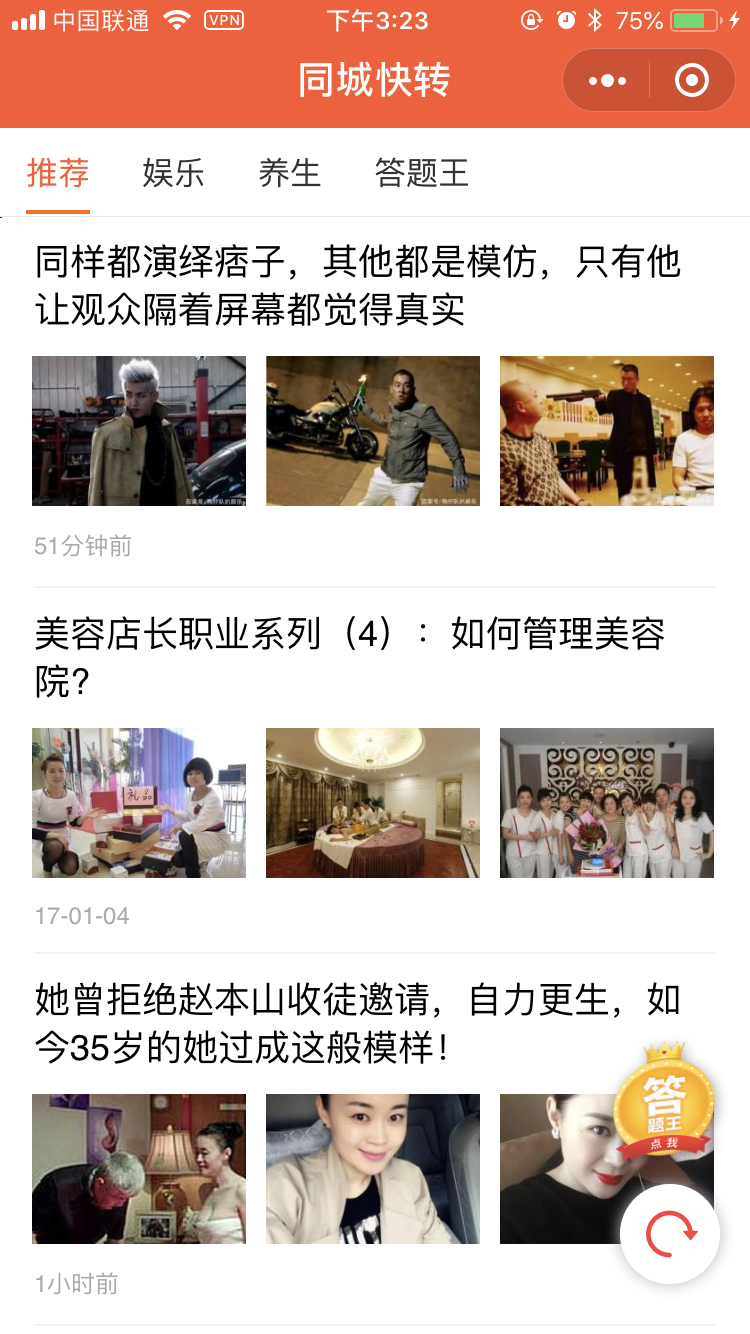 中国联通
VPN
下午3:23
75%
同城快转
推荐
娱乐
养生
答题王
同样都演绎痞子，其他都是模仿，只有他
让观众隔着屏幕都觉得真实
51分钟前
美容店长职业系列（4）：如何管理美容
院?
礼品
17-01-04
她曾拒绝赵本山收徒邀请，自力更生，如
今35岁的她过成这般模样！
答
题王
点我
1小时前